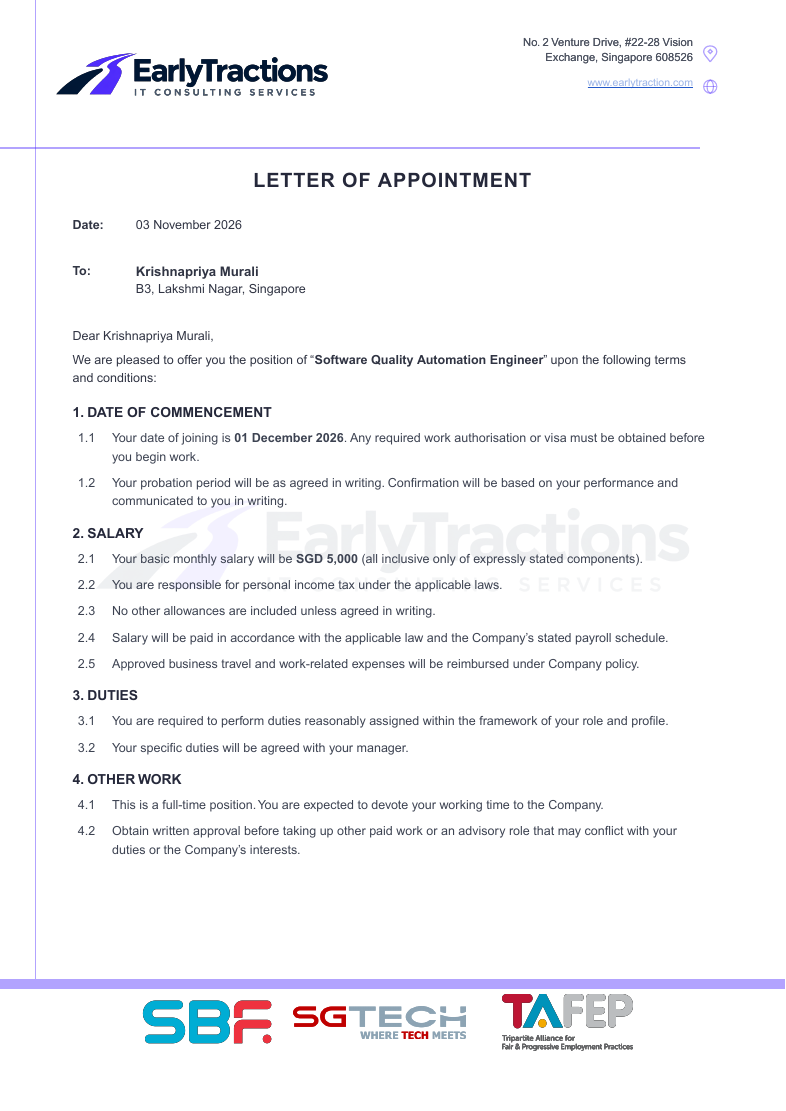 EarlyTractions
IT CONSULTING SERVICES
No. 2 Venture Drive, #22-28 Vision
Exchange, Singapore 608526
www.earlytraction.com
LETTER OF APPOINTMENT
Date: 03 November 2026
To: Krishnapriya Murali
B3, Lakshmi Nagar, Singapore
Dear Krishnapriya Murali,
We are pleased to offer you the position of “Software Quality Automation Engineer” upon the following terms
and conditions:
1. DATE OF COMMENCEMENT
1.1 Your date of joining is 01 December 2026. Any required work authorisation or visa must be obtained before
you begin work.
1.2 Your probation period will be as agreed in writing. Confirmation will be based on your performance and
communicated to you in writing.
EarlyTractions
SERVICES
2. SALARY
2.1 Your basic monthly salary will be SGD 5,000 (all inclusive only of expressly stated components).
2.2 You are responsible for personal income tax under the applicable laws.
2.3 No other allowances are included unless agreed in writing.
2.4 Salary will be paid in accordance with the applicable law and the Company’s stated payroll schedule.
2.5 Approved business travel and work-related expenses will be reimbursed under Company policy.
3. DUTIES
3.1 You are required to perform duties reasonably assigned within the framework of your role and profile.
3.2 Your specific duties will be agreed with your manager.
4. OTHER WORK
4.1 This is a full-time position. You are expected to devote your working time to the Company.
4.2 Obtain written approval before taking up other paid work or an advisory role that may conflict with your
duties or the Company’s interests.
SBF
SGTECH
WHERE TECH MEETS
TAFEP
Tripartite Alliance for
Fair & Progressive Employment Practices